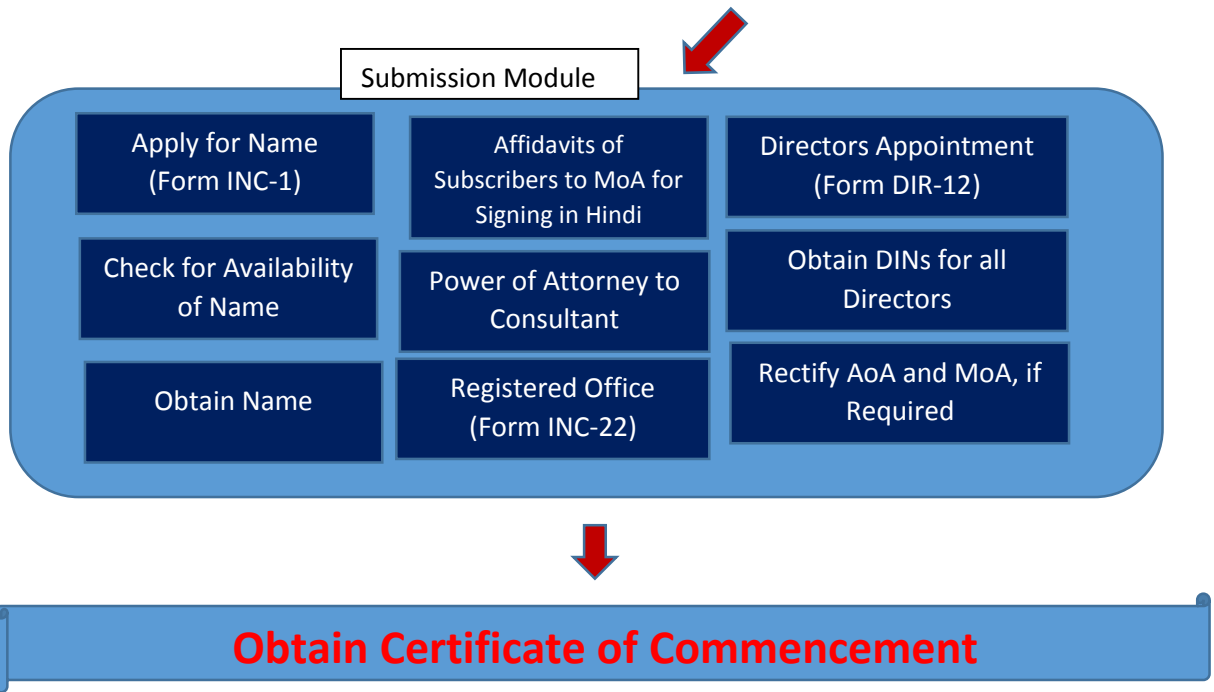 Submission Module
Apply for Name
(Form INC-1)
Check for Availability
of Name
Obtain Name
Affidavits of
Subscribers to MoA for
Signing in Hindi
Power of Attorney to
Consultant
Registered Office
(Form INC-22)
Directors Appointment
(Form DIR-12)
Obtain DINs for all
Directors
Rectify AoA and MoA, if
Required
Obtain Certificate of Commencement